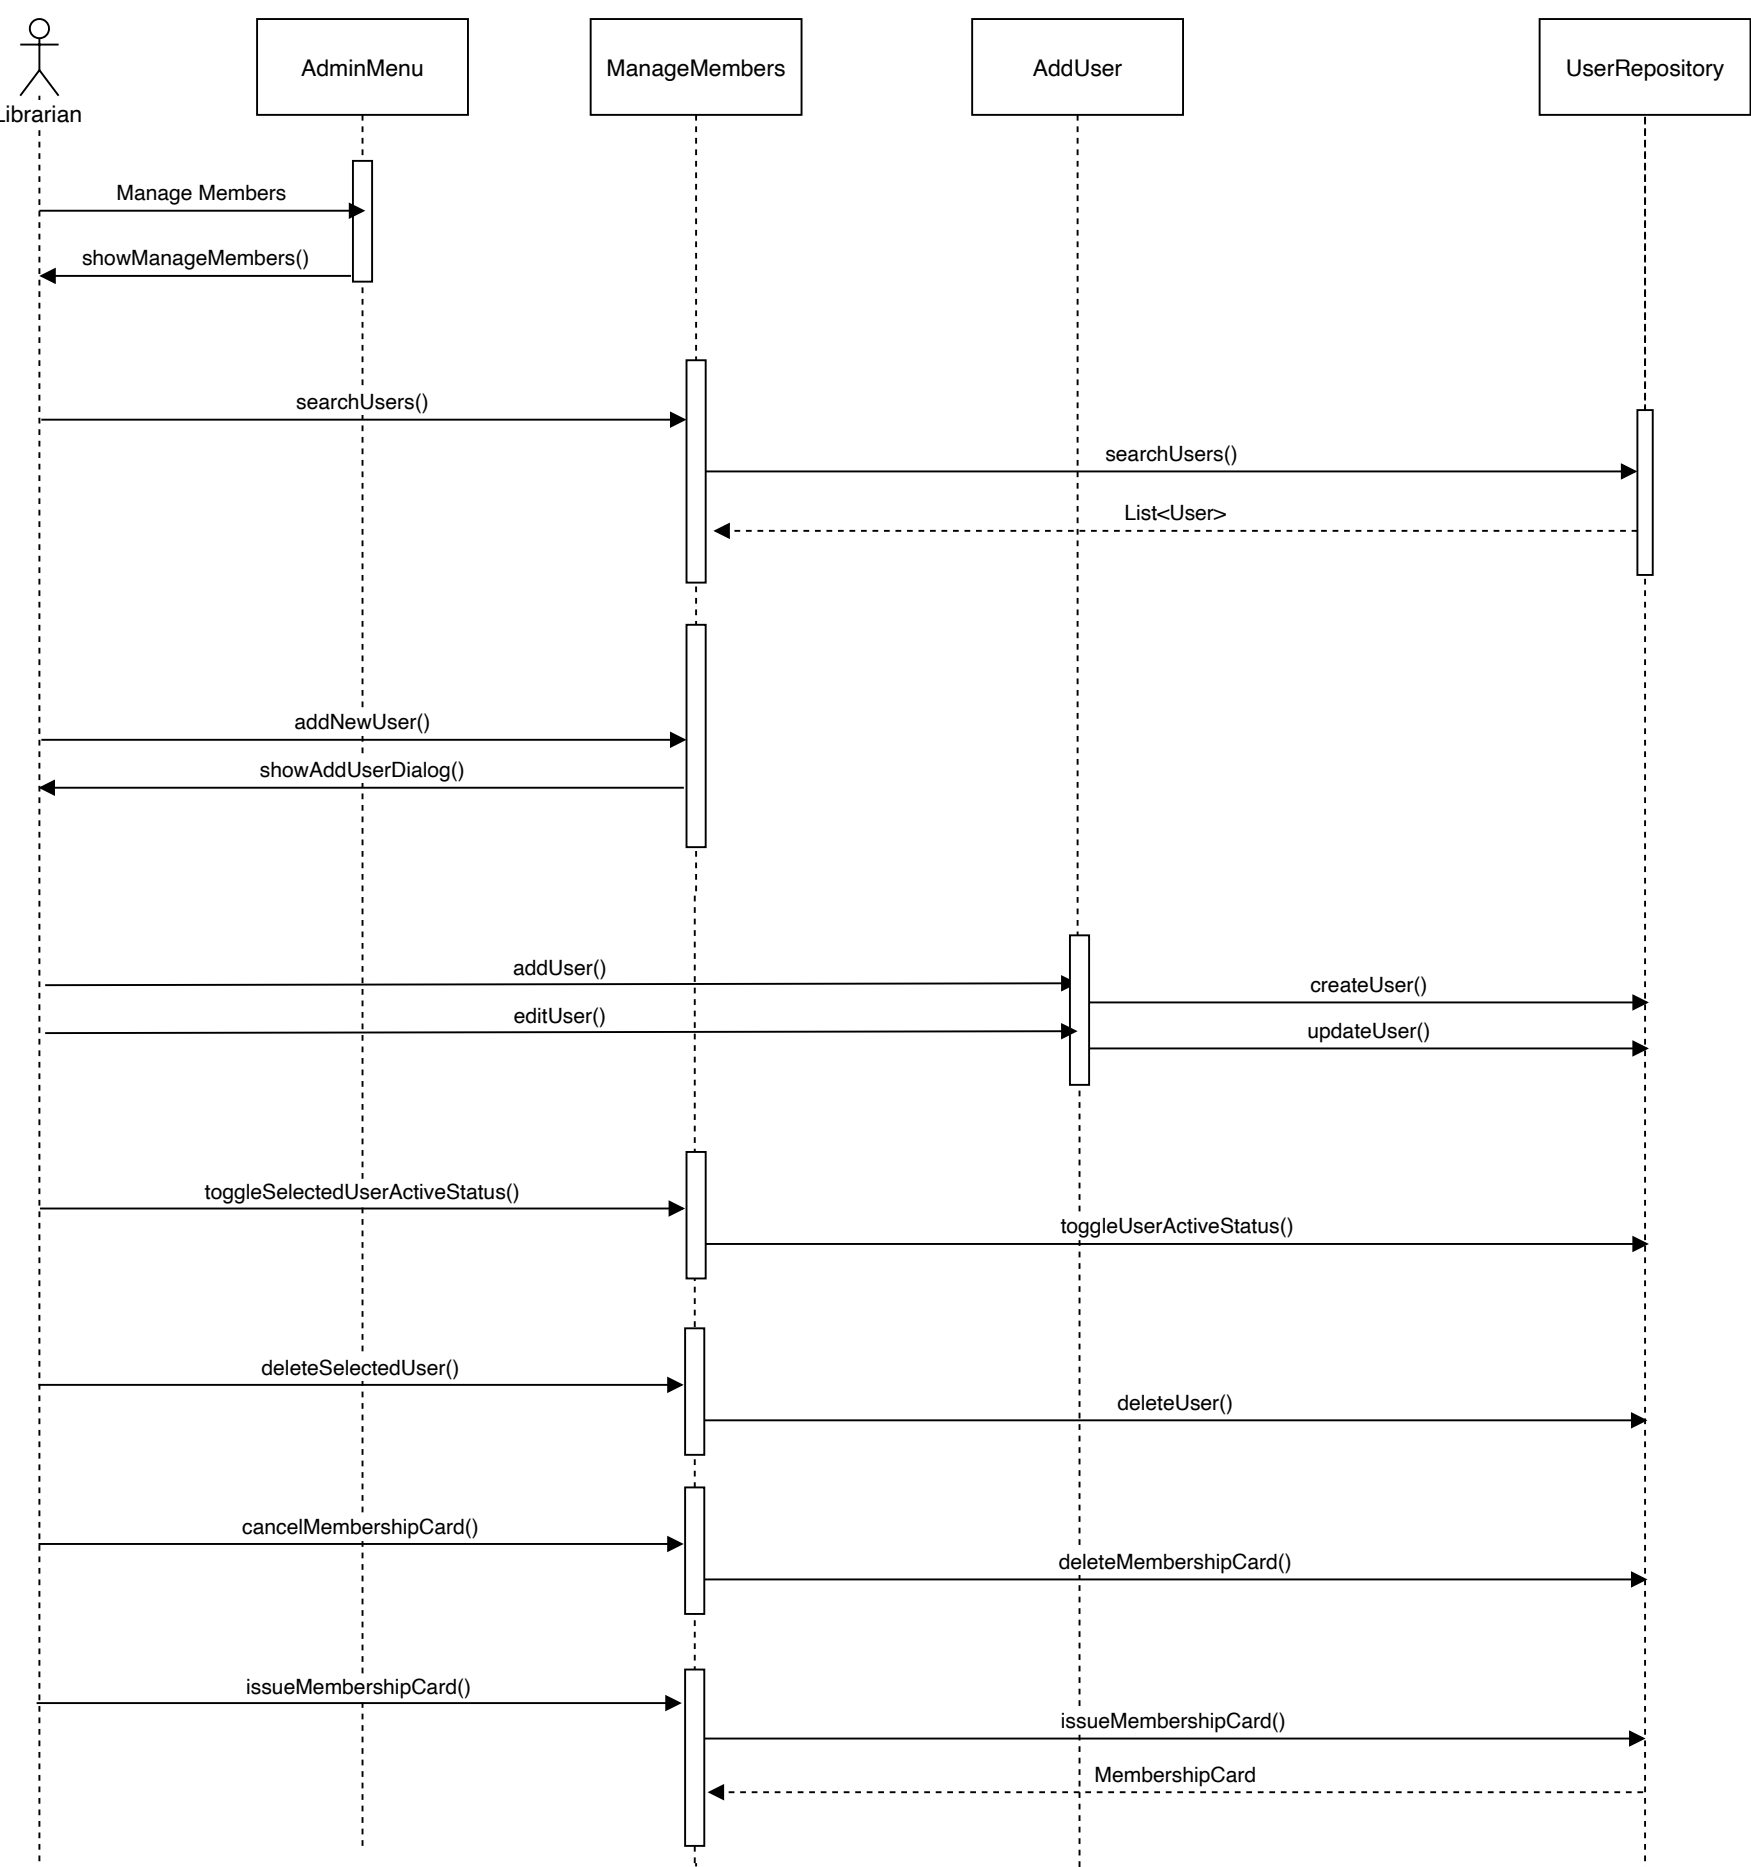 AdminMenu
ManageMembers
AddUser
UserRepository
Librarian
Manage Members
showManageMembers()
searchUsers()
searchUsers()
List<User>
addNewUser()
showAddUserDialog()
addUser()
createUser()
editUser()
updateUser()
toggleSelectedUserActiveStatus()
toggleUserActiveStatus()
deleteSelectedUser()
deleteUser()
cancelMembershipCard()
deleteMembershipCard()
issueMembershipCard()
issueMembershipCard()
MembershipCard